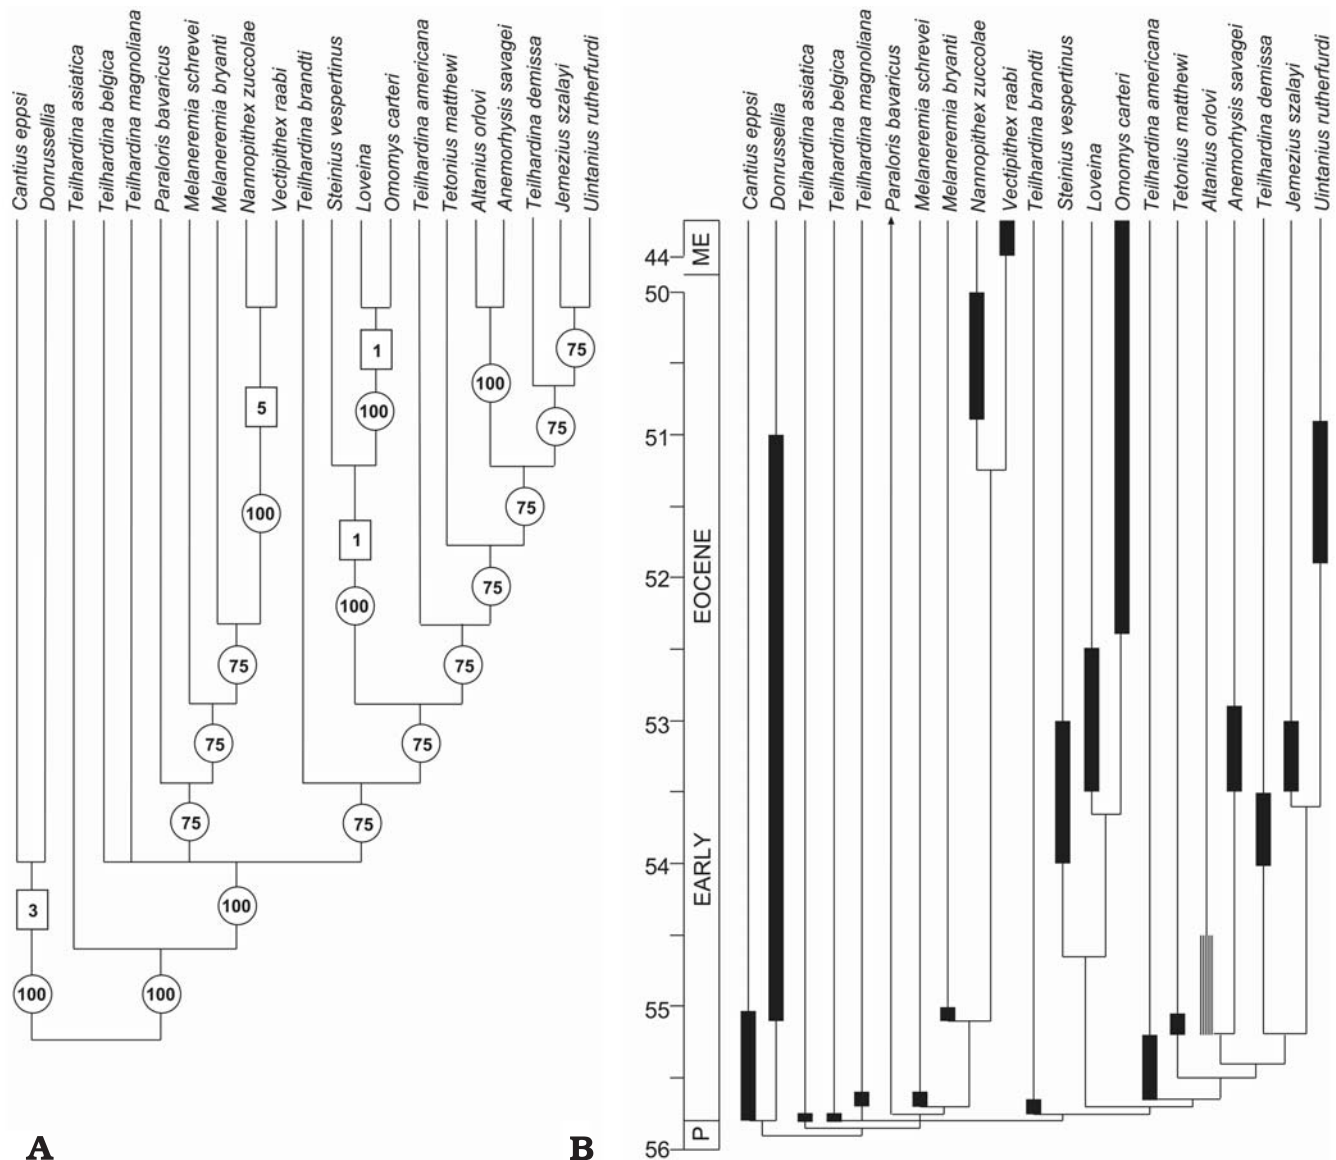 Cantius eppsi
Donrussellia
Teilhardina asiatica
Teilhardina belgica
Teilhardina magnoliana
Paraloris bavaricus
Melaneremia schrevei
Melaneremia bryanti
Nannopithex zuccolae
Vectipithex raabi
Teilhardina brandti
Steinius vespertinus
Loveina
Omomys carteri
Teilhardina americana
Tetonius matthewi
Altanius orlovi
Anemorhysis savagei
Teilhardina demissa
Jemezius szalayi
Uintanius rutherfurdi
1
75
100
100
5
75
100
75
1
75
100
75
75
75
75
75
75
100
3
100
100
A
Cantius eppsi
Donrussellia
Teilhardina asiatica
Teilhardina belgica
Teilhardina magnoliana
Paraloris bavaricus
Melaneremia schrevei
Melaneremia bryanti
Nannopithex zuccolae
Vectipithex raabi
Teilhardina brandti
Steinius vespertinus
Loveina
Omomys carteri
Teilhardina americana
Tetonius matthewi
Altanius orlovi
Anemorhysis savagei
Teilhardina demissa
Jemezius szalayi
Uintanius rutherfurdi
44
ME
50
51
52
EOCENE
53
54
EARLY
55
P
56
B